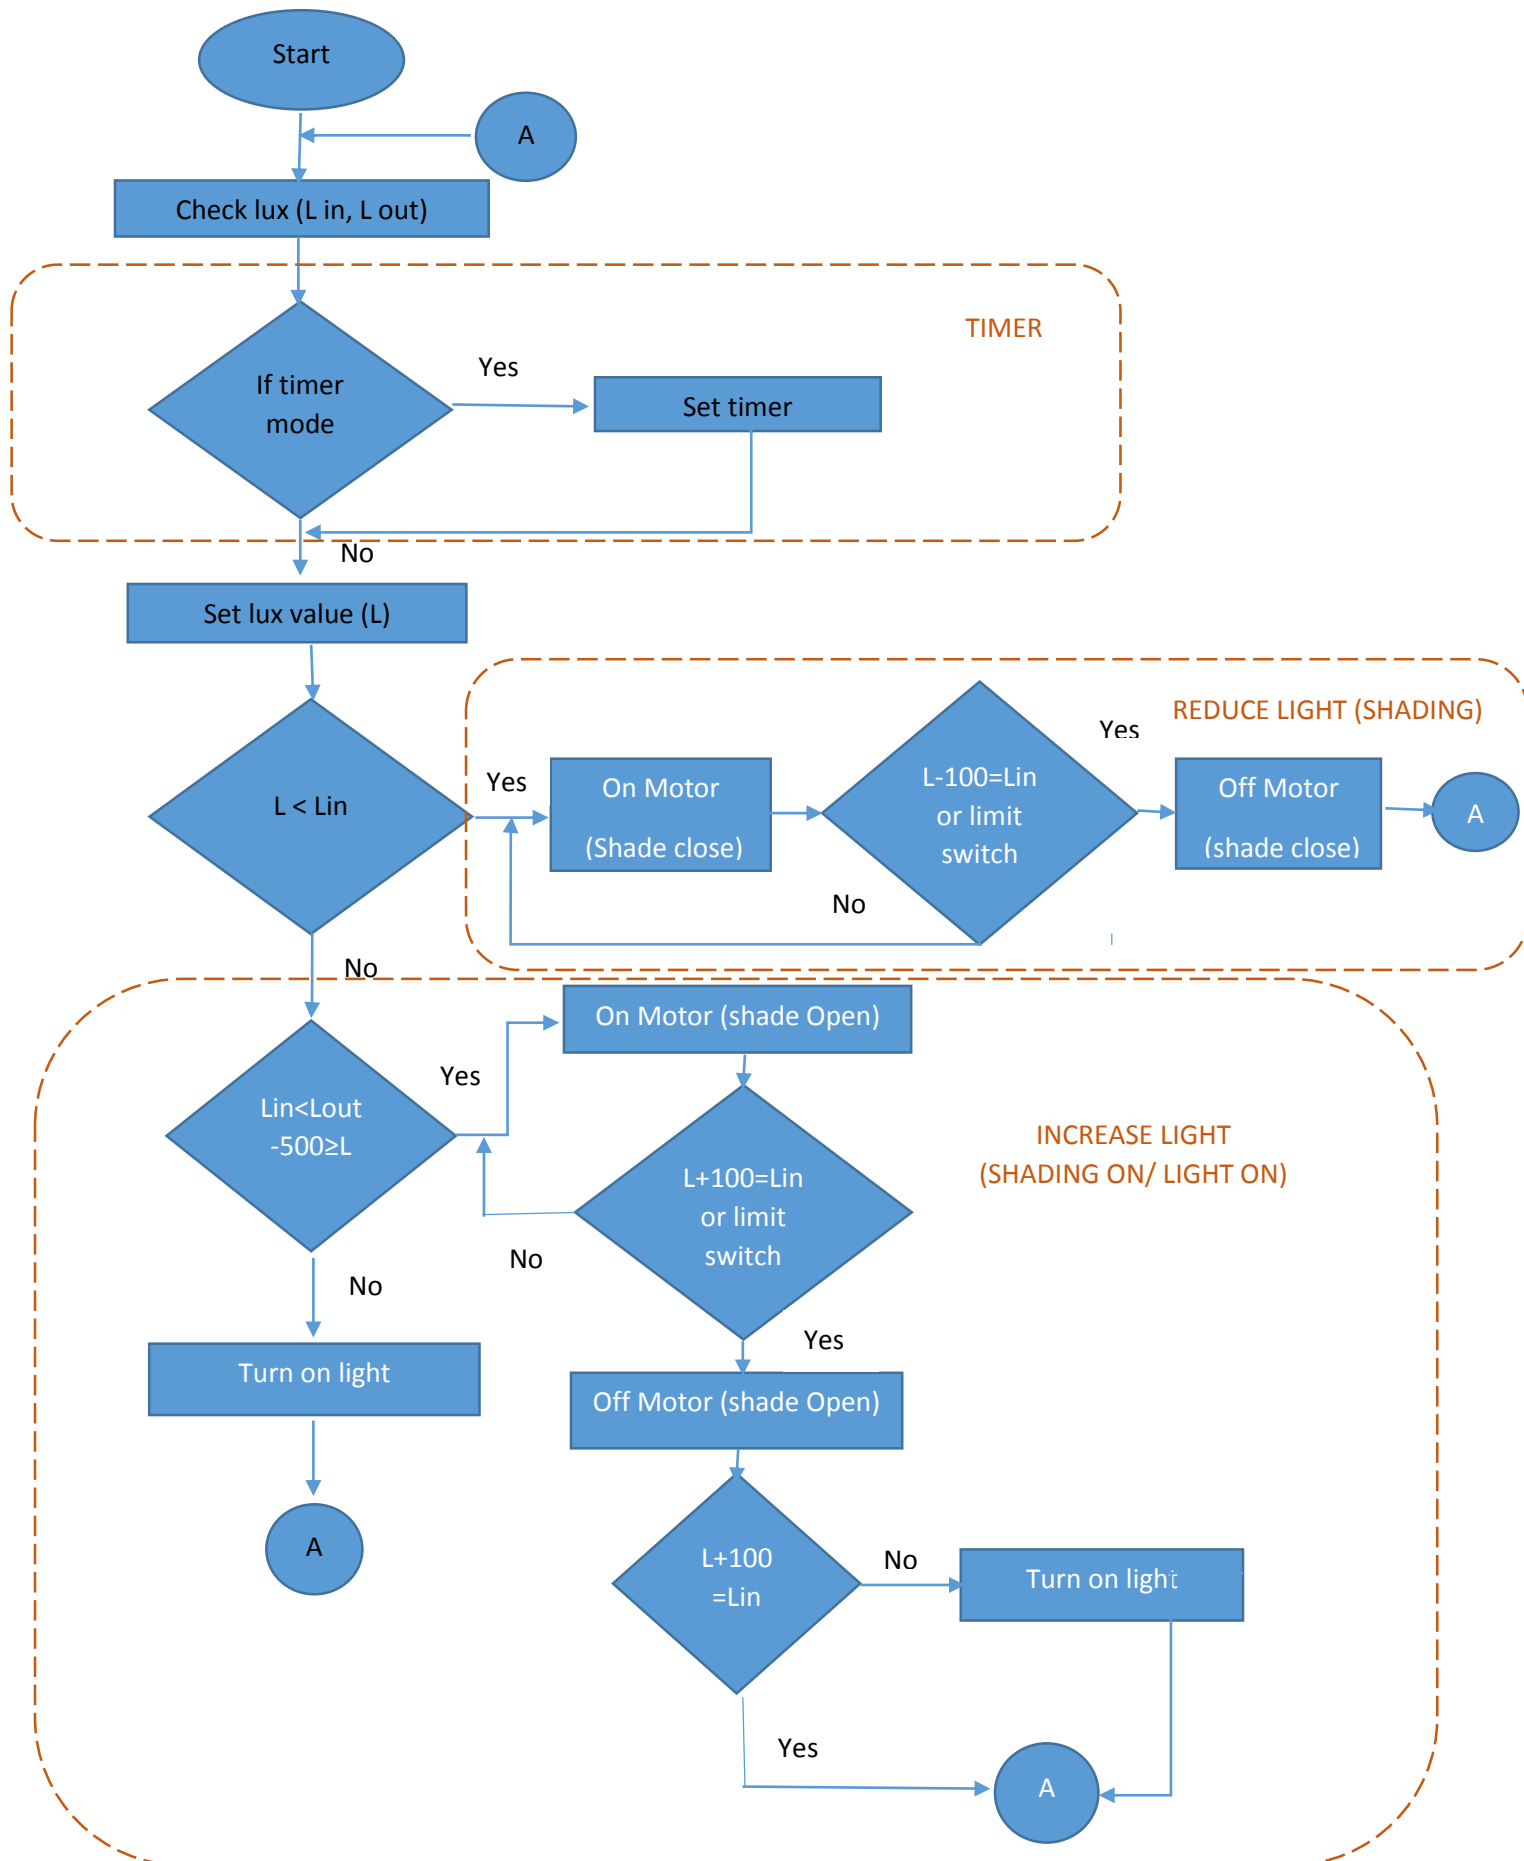 Start
A
Check lux (L in, L out)
TIMER
If timer
mode
Yes
Set timer
No
Set lux value (L)
REDUCE LIGHT (SHADING)
L < Lin
Yes
On Motor
(Shade close)
L-100=Lin
or limit
switch
Yes
Off Motor
(shade close)
A
No
No
On Motor (shade Open)
Lin<Lout
-500≥L
Yes
L+100=Lin
or limit
switch
INCREASE LIGHT
(SHADING ON/ LIGHT ON)
No
No
Yes
Turn on light
Off Motor (shade Open)
A
L+100
=Lin
No
Turn on light
Yes
A